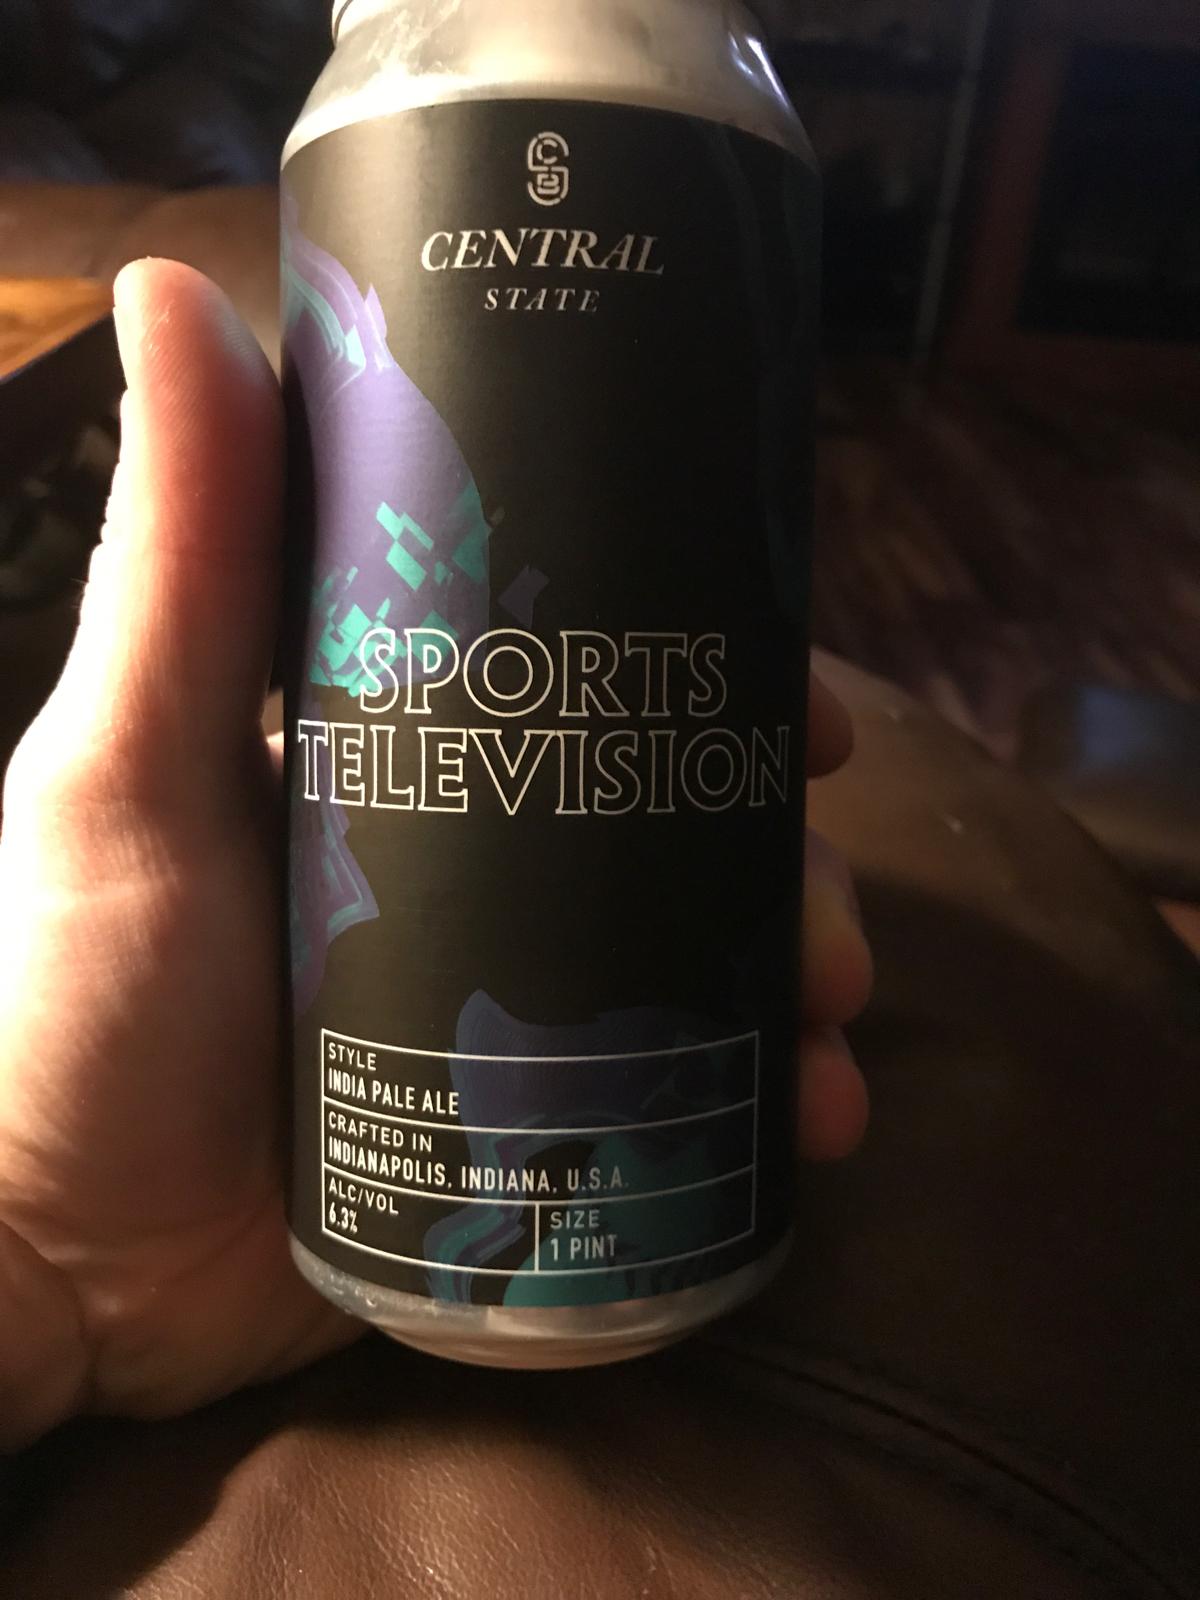 CSB
CENTRAL
STATE
SPORTS
TELEVISION
STYLE
INDIA PALE ALE
CRAFTED IN
INDIANAPOLIS, INDIANA, U.S.A.
ALC/VOL
6.3%
SIZE
1 PINT